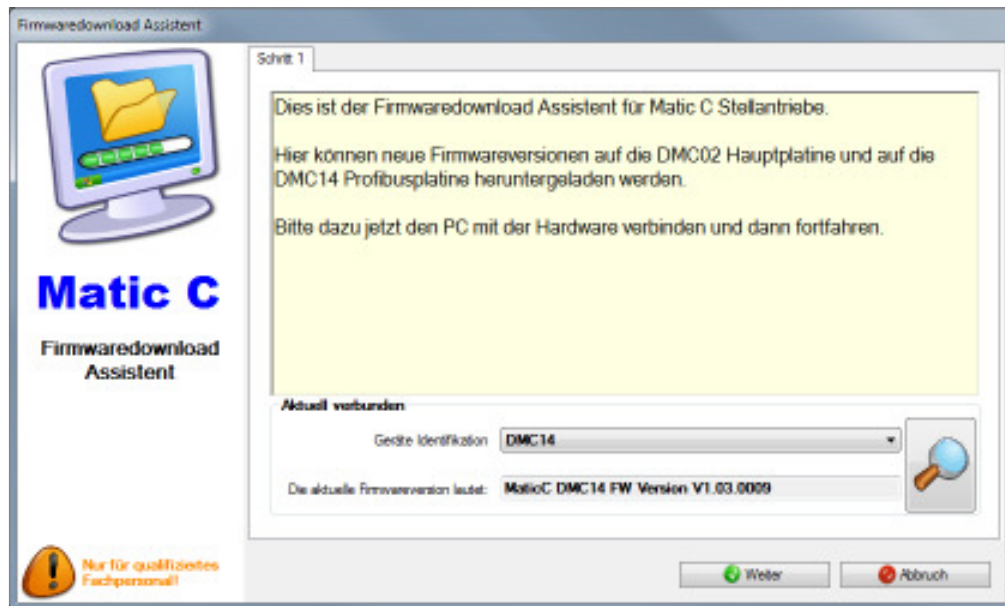 Firmwaredownload Assistent
Schritt 1
Dies ist der Firmwaredownload Assistent für Matic C Stellantriebe.
Hier können neue Firmwareversionen auf die DMC02 Hauptplatine und auf die
DMC14 Profibusplatine heruntergeladen werden.
Bitte dazu jetzt den PC mit der Hardware verbinden und dann fortfahren.
Matic C
Firmwaredownload
Assistent
Aktuell verbunden
Geräte Identifikation
DMC14
Die aktuelle Firmwareversion lautet:
MaticC DMC14 FW Version V1.03.0009
Nur für qualifiziertes
Fachpersonal!
Weiter
Abbruch